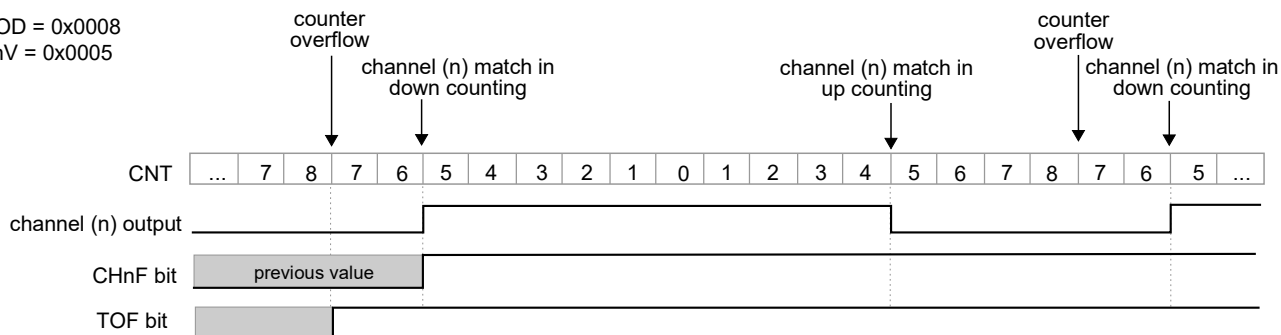 OD = 0x0008
nV = 0x0005
counter
overflow
channel (n) match in
down counting
channel (n) match in
up counting
counter
overflow
channel (n) match in
down counting
CNT ... 7 8 7 6 5 4 3 2 1 0 1 2 3 4 5 6 7 8 7 6 5 ...
channel (n) output
CHnF bit previous value
TOF bit